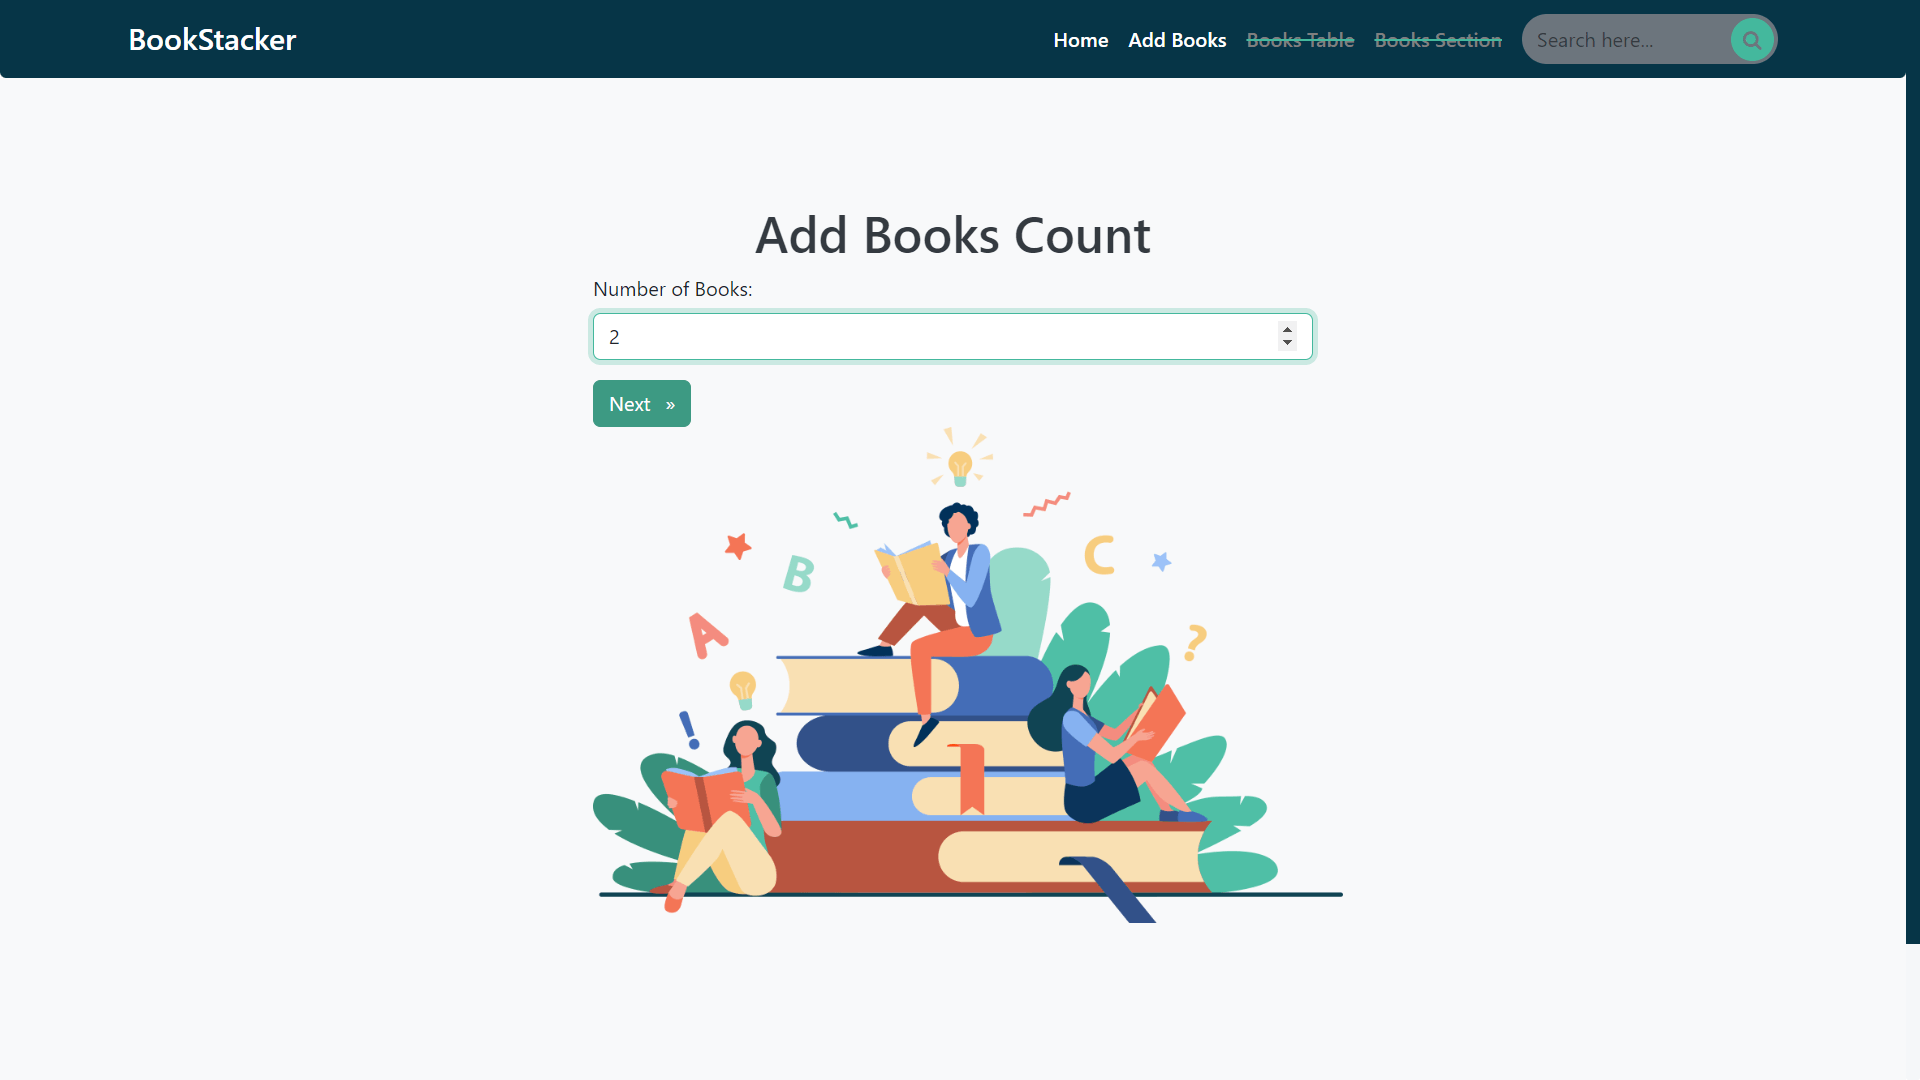 BookStacker
Home Add Books Books Table Books Section Search here...
Add Books Count
Number of Books:
2
Next »
C
B
A
?
!